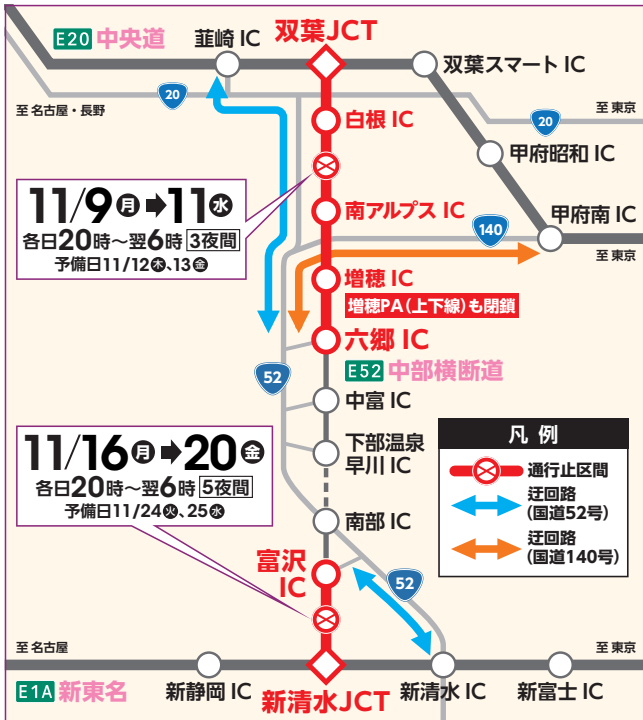 E20 中央道
韮崎 IC
双葉JCT
双葉スマート IC
至 名古屋・長野
20
至 東京
20
白根 IC
甲府昭和 IC
11/9月➡11水
各日20時～翌6時 3夜間
予備日11/12木、13金
南アルプス IC
140
甲府南 IC
至 東京
増穂 IC
増穂PA(上下線)も閉鎖
六郷 IC
E52 中部横断道
52
中富 IC
下部温泉
早川 IC
11/16月➡20金
各日20時～翌6時 5夜間
予備日11/24火、25水
凡 例
通行止区間
迂回路
(国道52号)
迂回路
(国道140号)
南部 IC
富沢
IC
52
至 名古屋
至 東京
E1A 新東名
新静岡 IC
新清水JCT
新清水 IC
新富士 IC